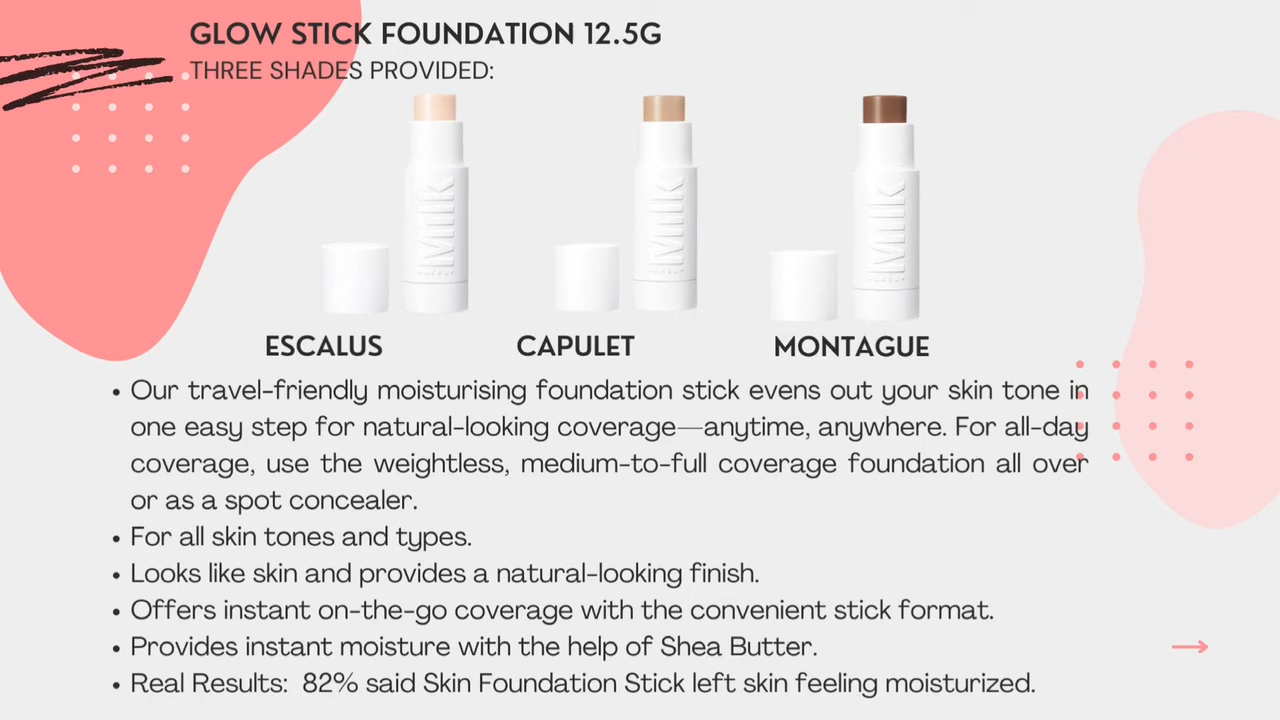 GLOW STICK FOUNDATION 12.5G
THREE SHADES PROVIDED:
Milk
MAKEUP
Milk
MAKEUP
Milk
MAKEUP
ESCALUS
CAPULET
MONTAGUE
• Our travel-friendly moisturising foundation stick evens out your skin tone in
one easy step for natural-looking coverage—anytime, anywhere. For all-day
coverage, use the weightless, medium-to-full coverage foundation all over
or as a spot concealer.
• For all skin tones and types.
• Looks like skin and provides a natural-looking finish.
• Offers instant on-the-go coverage with the convenient stick format.
• Provides instant moisture with the help of Shea Butter.
• Real Results: 82% said Skin Foundation Stick left skin feeling moisturized.